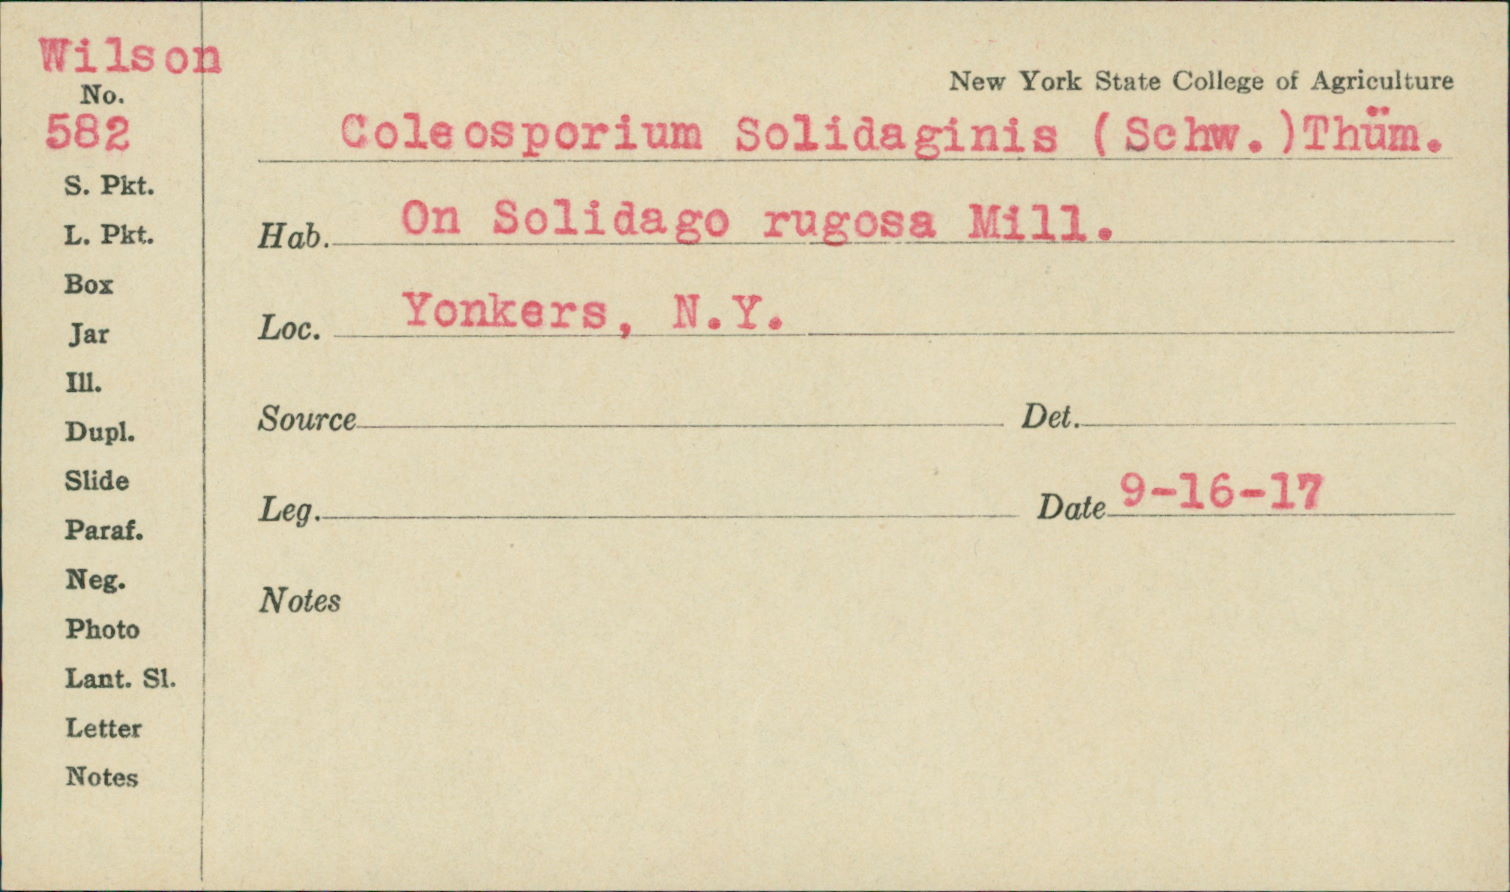 Wilson
No.
582
S. Pkt.
L. Pkt.
Box
Jar
Ill.
Dupl.
Slide
Paraf.
Neg.
Photo
Lant. Sl.
Letter
Notes
New York State College of Agriculture
Coleosporium Solidaginis (Schw.)Thüm.
Hab. On Solidago rugosa Mill.
Loc. Yonkers, N.Y.
Source Det.
Leg. Date 9-16-17
Notes